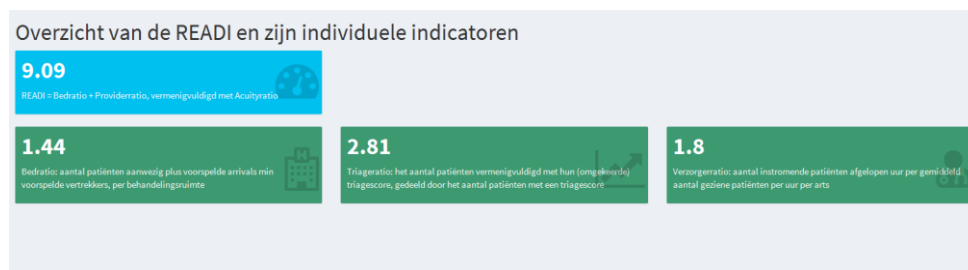 Overzicht van de READI en zijn individuele indicatoren
9.09
READI = Bedratio + Providerratio, vermenigvuldigd met Acuityratio
1.44
Bedratio: aantal patiënten aanwezig plus voorspelde arrivals min
voorspelde vertrekkers, per behandelingsruimte
2.81
Triageratio: het aantal patiënten vermenigvuldigd met hun (omgekeerde)
triagescore, gedeeld door het aantal patiënten met een triagescore
1.8
Verzorgerratio: aantal instromende patiënten afgelopen uur per gemiddeld
aantal geziene patiënten per uur per arts